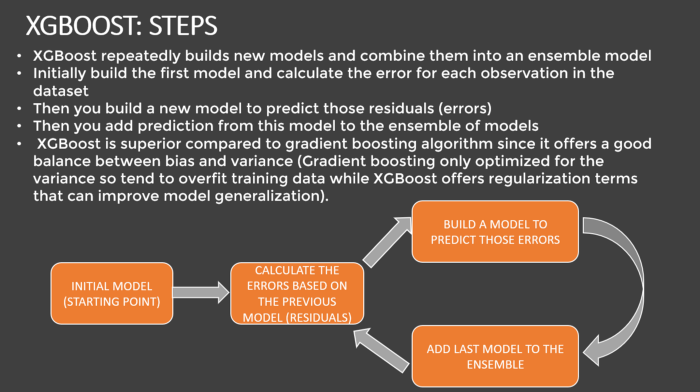 XGBOOST: STEPS
• XGBoost repeatedly builds new models and combine them into an ensemble model
• Initially build the first model and calculate the error for each observation in the
dataset
• Then you build a new model to predict those residuals (errors)
• Then you add prediction from this model to the ensemble of models
• XGBoost is superior compared to gradient boosting algorithm since it offers a good
balance between bias and variance (Gradient boosting only optimized for the
variance so tend to overfit training data while XGBoost offers regularization terms
that can improve model generalization).
INITIAL MODEL
(STARTING POINT)
CALCULATE THE
ERRORS BASED ON
THE PREVIOUS
MODEL (RESIDUALS)
BUILD A MODEL TO
PREDICT THOSE ERRORS
ADD LAST MODEL TO THE
ENSEMBLE